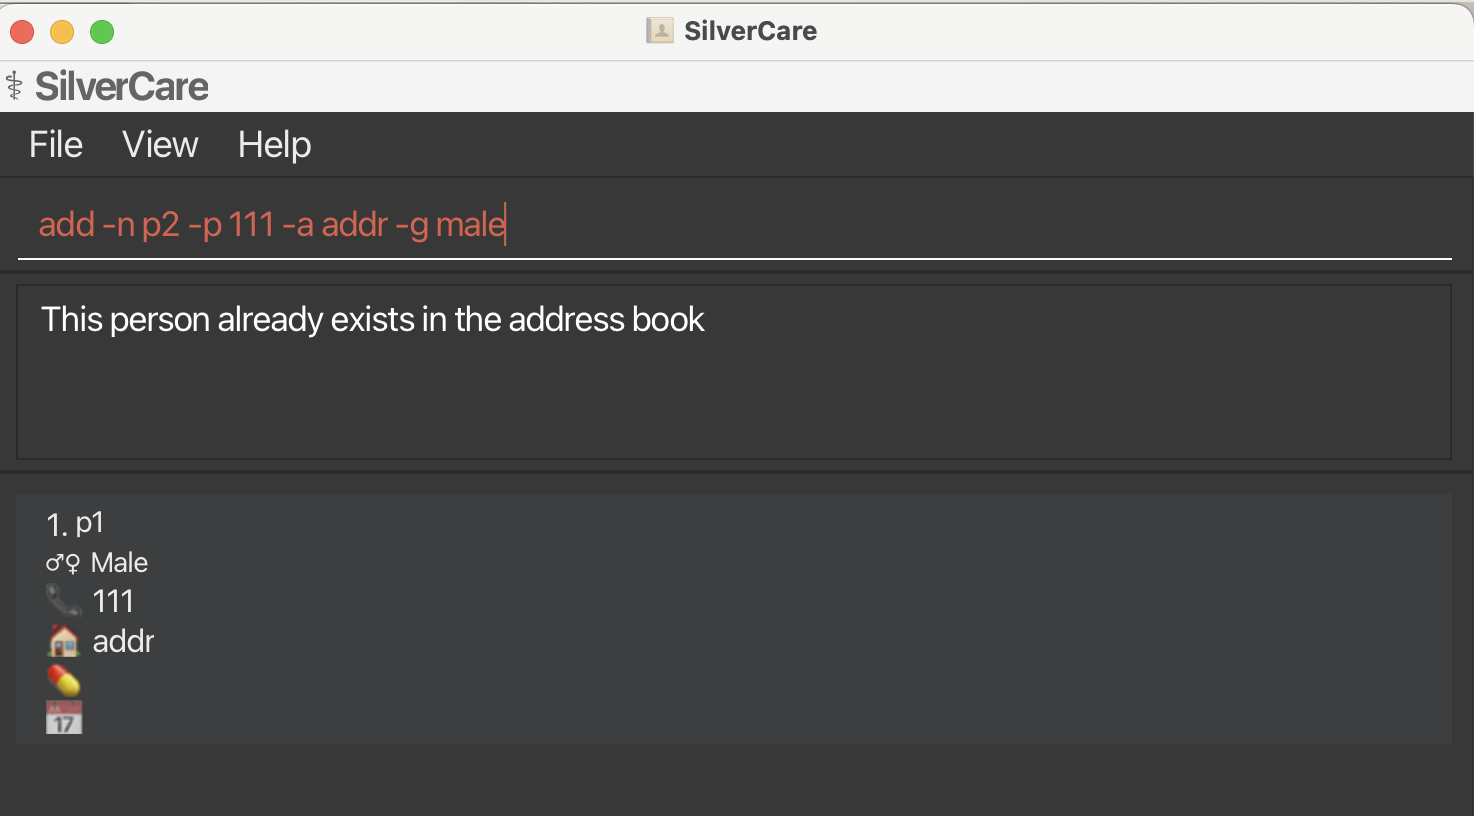 SilverCare
SilverCare
File View Help
add -n p2 -p 111 -a addr -g male
This person already exists in the address book
1. p1
♂♀ Male
111
addr
17